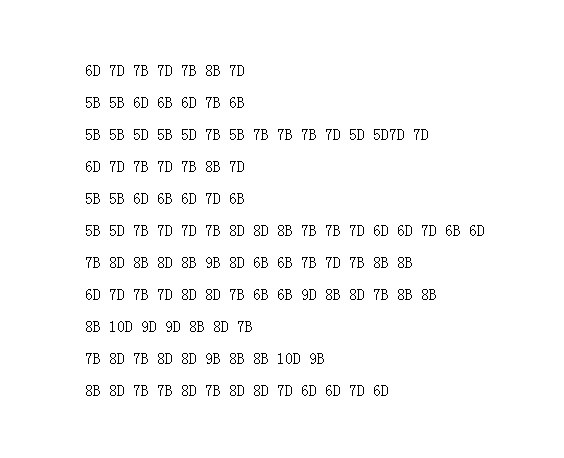 6D 7D 7B 7D 7B 8B 7D
5B 5B 6D 6B 6D 7B 6B
5B 5B 5D 5B 5D 7B 5B 7B 7B 7B 7D 5D 5D7D 7D
6D 7D 7B 7D 7B 8B 7D
5B 5B 6D 6B 6D 7D 6B
5B 5D 7B 7D 7D 7B 8D 8D 8B 7B 7B 7D 6D 6D 7D 6B 6D
7B 8D 8B 8D 8B 9B 8D 6B 6B 7B 7D 7B 8B 8B
6D 7D 7B 7D 8D 8D 7B 6B 6B 9D 8B 8D 7B 8B 8B
8B 10D 9D 9D 8B 8D 7B
7B 8D 7B 8D 8D 9B 8B 8B 10D 9B
8B 8D 7B 7B 8D 7B 8D 8D 7D 6D 6D 7D 6D